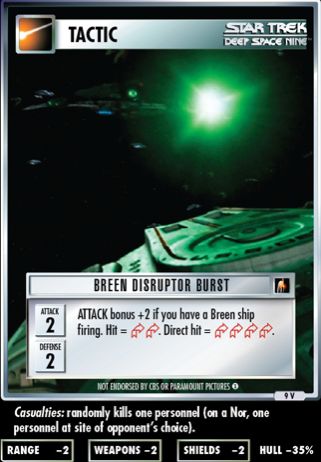 TACTIC
STAR TREK
DEEP SPACE NINE
BREEN DISRUPTOR BURST
ATTACK
2
DEFENSE
2
ATTACK bonus +2 if you have a Breen ship
firing. Hit = . Direct hit = .
NOT ENDORSED BY CBS OR PARAMOUNT PICTURES
9 V
Casualties: randomly kills one personnel (on a Nor, one
personnel at site of opponent's choice).
RANGE –2 WEAPONS –2 SHIELDS –2 HULL –35%